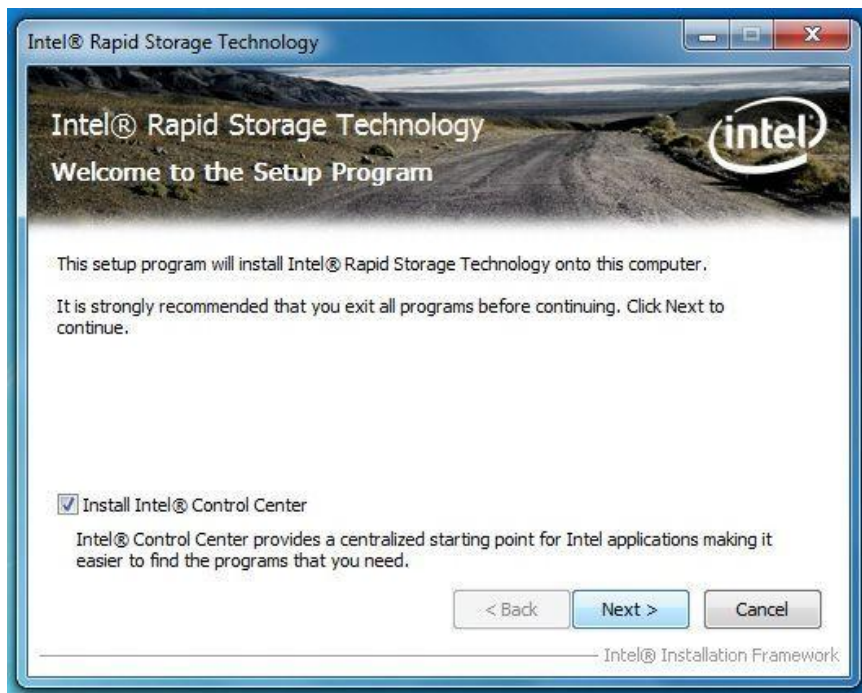 Intel® Rapid Storage Technology
Intel® Rapid Storage Technology
intel
Welcome to the Setup Program
This setup program will install Intel® Rapid Storage Technology onto this computer.
It is strongly recommended that you exit all programs before continuing. Click Next to
continue.
Install Intel® Control Center
Intel® Control Center provides a centralized starting point for Intel applications making it
easier to find the programs that you need.
< Back Next > Cancel
Intel® Installation Framework